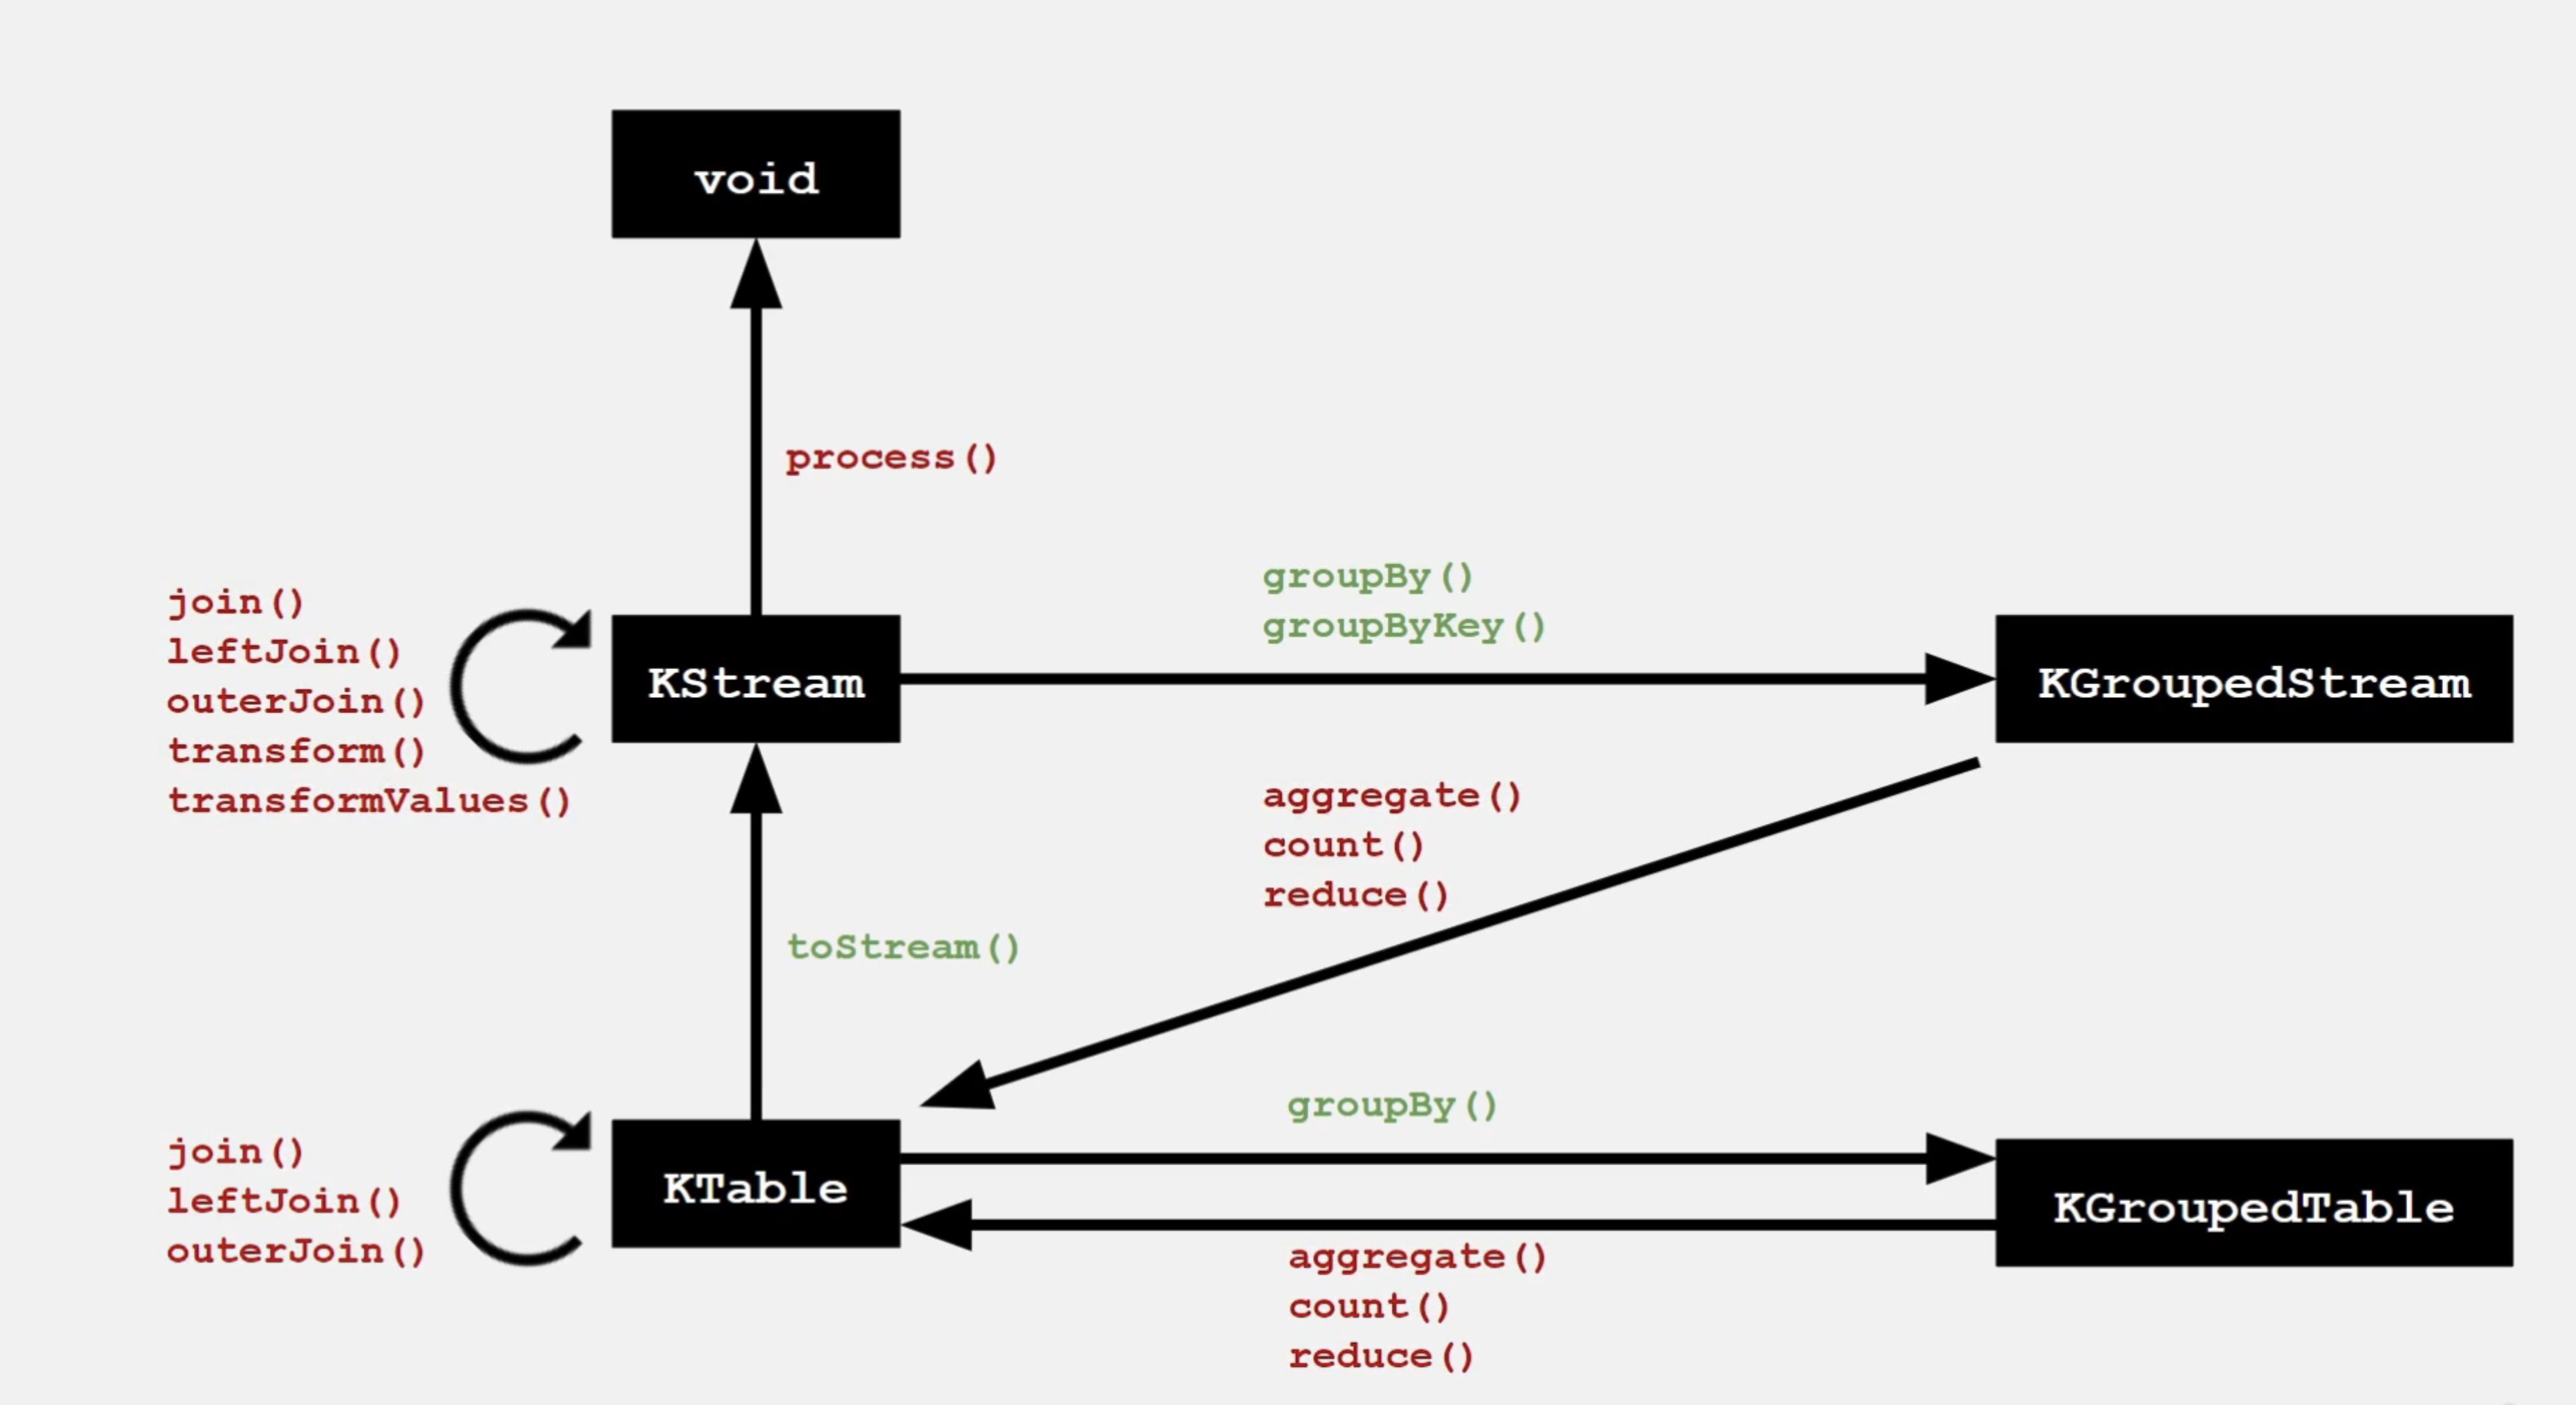 void
process()
groupBy()
groupByKey()
join()
leftJoin()
outerJoin()
transform()
transformValues()
KStream
KGroupedStream
aggregate()
count()
reduce()
toStream()
groupBy()
join()
leftJoin()
outerJoin()
KTable
KGroupedTable
aggregate()
count()
reduce()